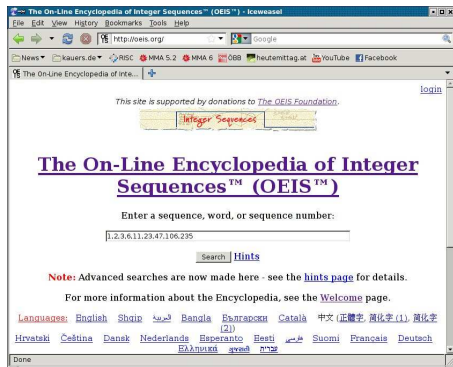 The On-Line Encyclopedia of Integer Sequences™ (OEIS™) - Iceweasel
File Edit View History Bookmarks Tools Help
http://oeis.org/ Google
News kauers.de RISC MMA 5.2 MMA 6 ÖBB heutemittag.at YouTube Facebook
The On-Line Encyclopedia of Inte...
login
This site is supported by donations to The OEIS Foundation.
Integer Sequences
The On-Line Encyclopedia of Integer
Sequences™ (OEIS™)
Enter a sequence, word, or sequence number:
1,2,3,6,11,23,47,106,235
Search Hints
Note: Advanced searches are now made here - see the hints page for details.
For more information about the Encyclopedia, see the Welcome page.
Languages: English Shqip العربية Bangla Български Català 中文 (正體字, 简化字 (1), 简化字
(2))
Hrvatski Čeština Dansk Nederlands Esperanto Eesti فارسی Suomi Français Deutsch
Ελληνικά ગુજરાતી עברית
Done